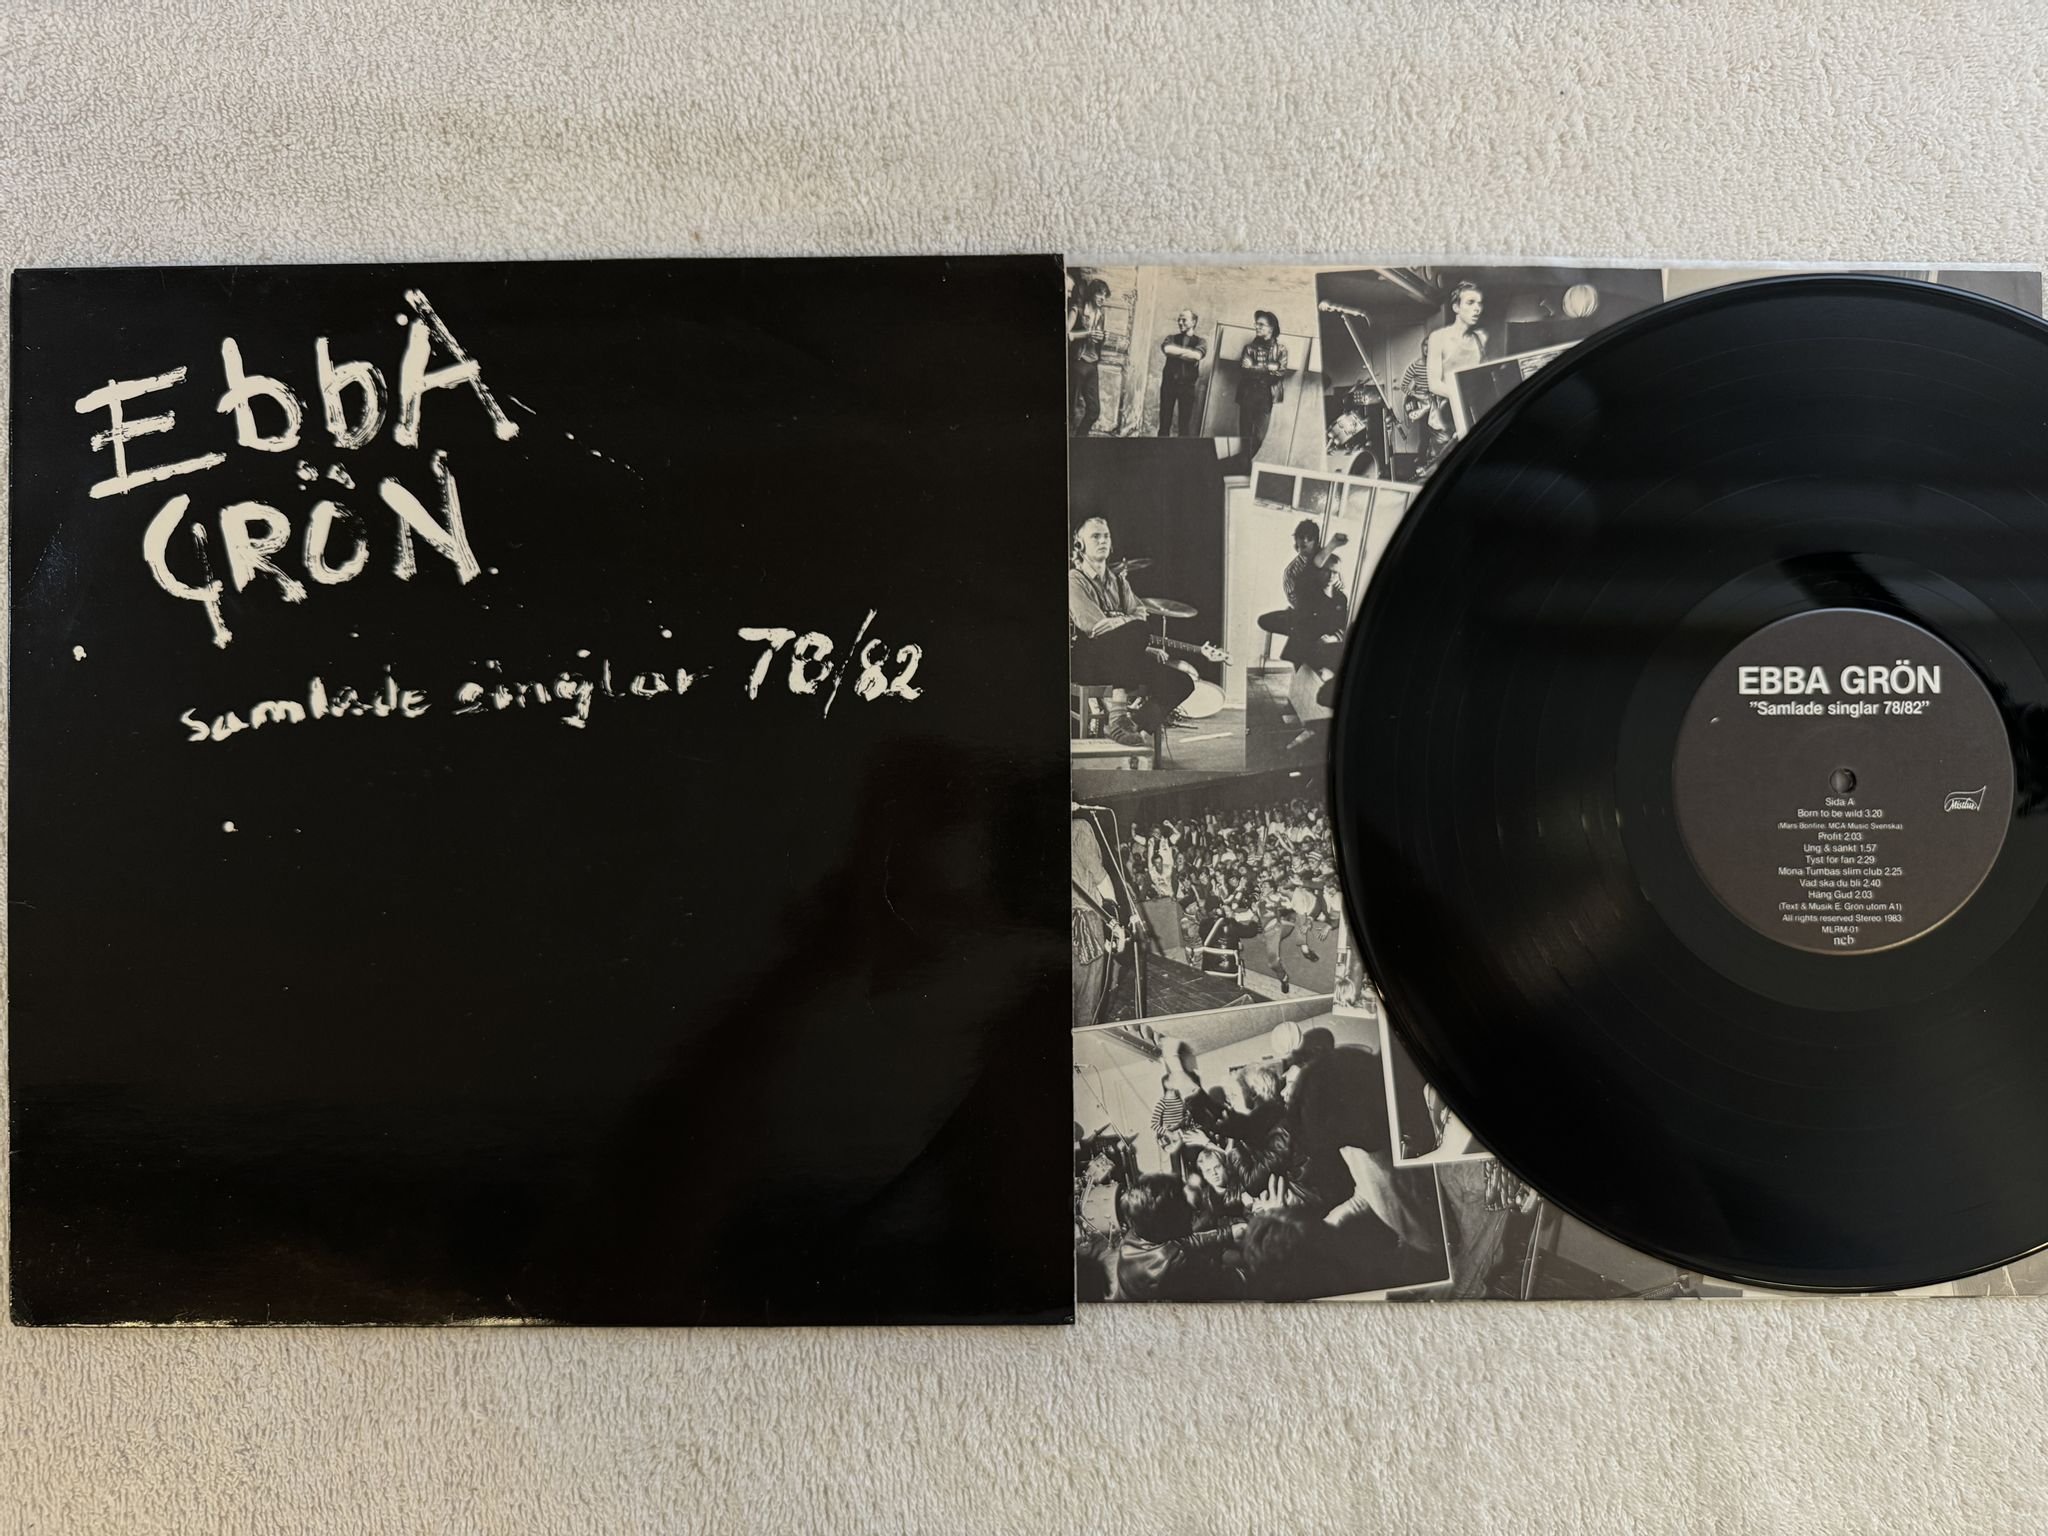 EbbA
GRÖN
samlade singlar 78/82
EBBA GRÖN
"Samlade singlar 78/82"
Mistlur
Sida A
Born to be wild 3.20
(Mars Bonfire: MCA Music Svenska)
Profit 2.03
Ung & sänkt 1.57
Tyst för fan 2:29
Mona Tumbas slim club 2:25
Vad ska du bli 2:40
Häng Gud 2.03
(Text & Musik E. Grön utom A1)
All rights reserved Stereo 1983
MLRM-01
ncb